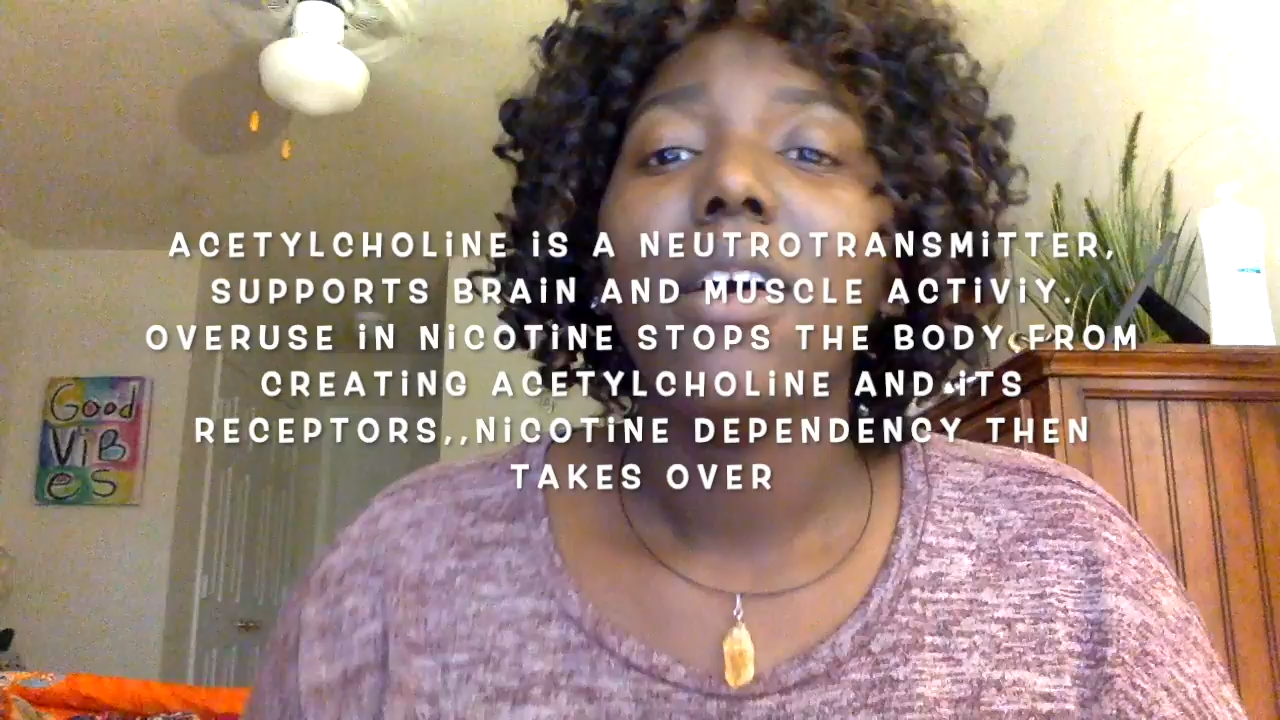 ACETYLCHOLiNE iS A NEUTROTRANSMiTTER,
SUPPORTS BRAiN AND MUSCLE ACTiViY.
OVERUSE iN NiCOTiNE STOPS THE BODY FROM
CREATiNG ACETYLCHOLiNE AND iTS
RECEPTORS,,NiCOTiNE DEPENDENCY THEN
TAKES OVER
Good
ViB
es